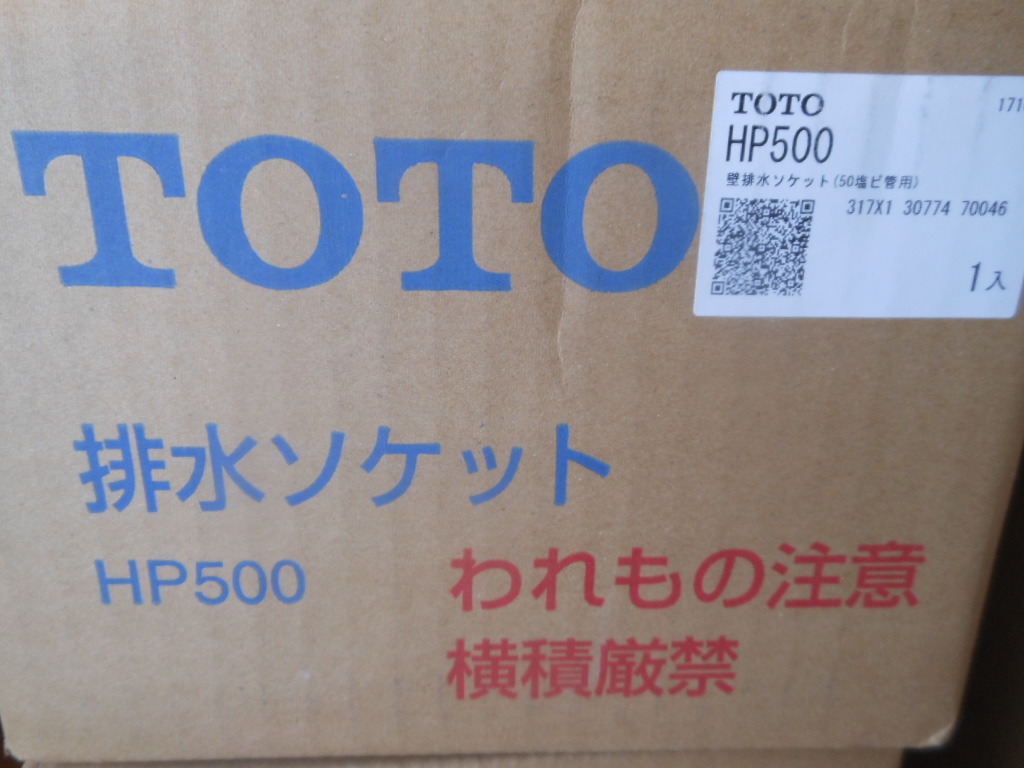 TOTO
排水ソケット
HP500
われもの注意
横積厳禁
TOTO
171
HP500
壁排水ソケット(50塩ビ管用)
317X1 30774 70046
1入